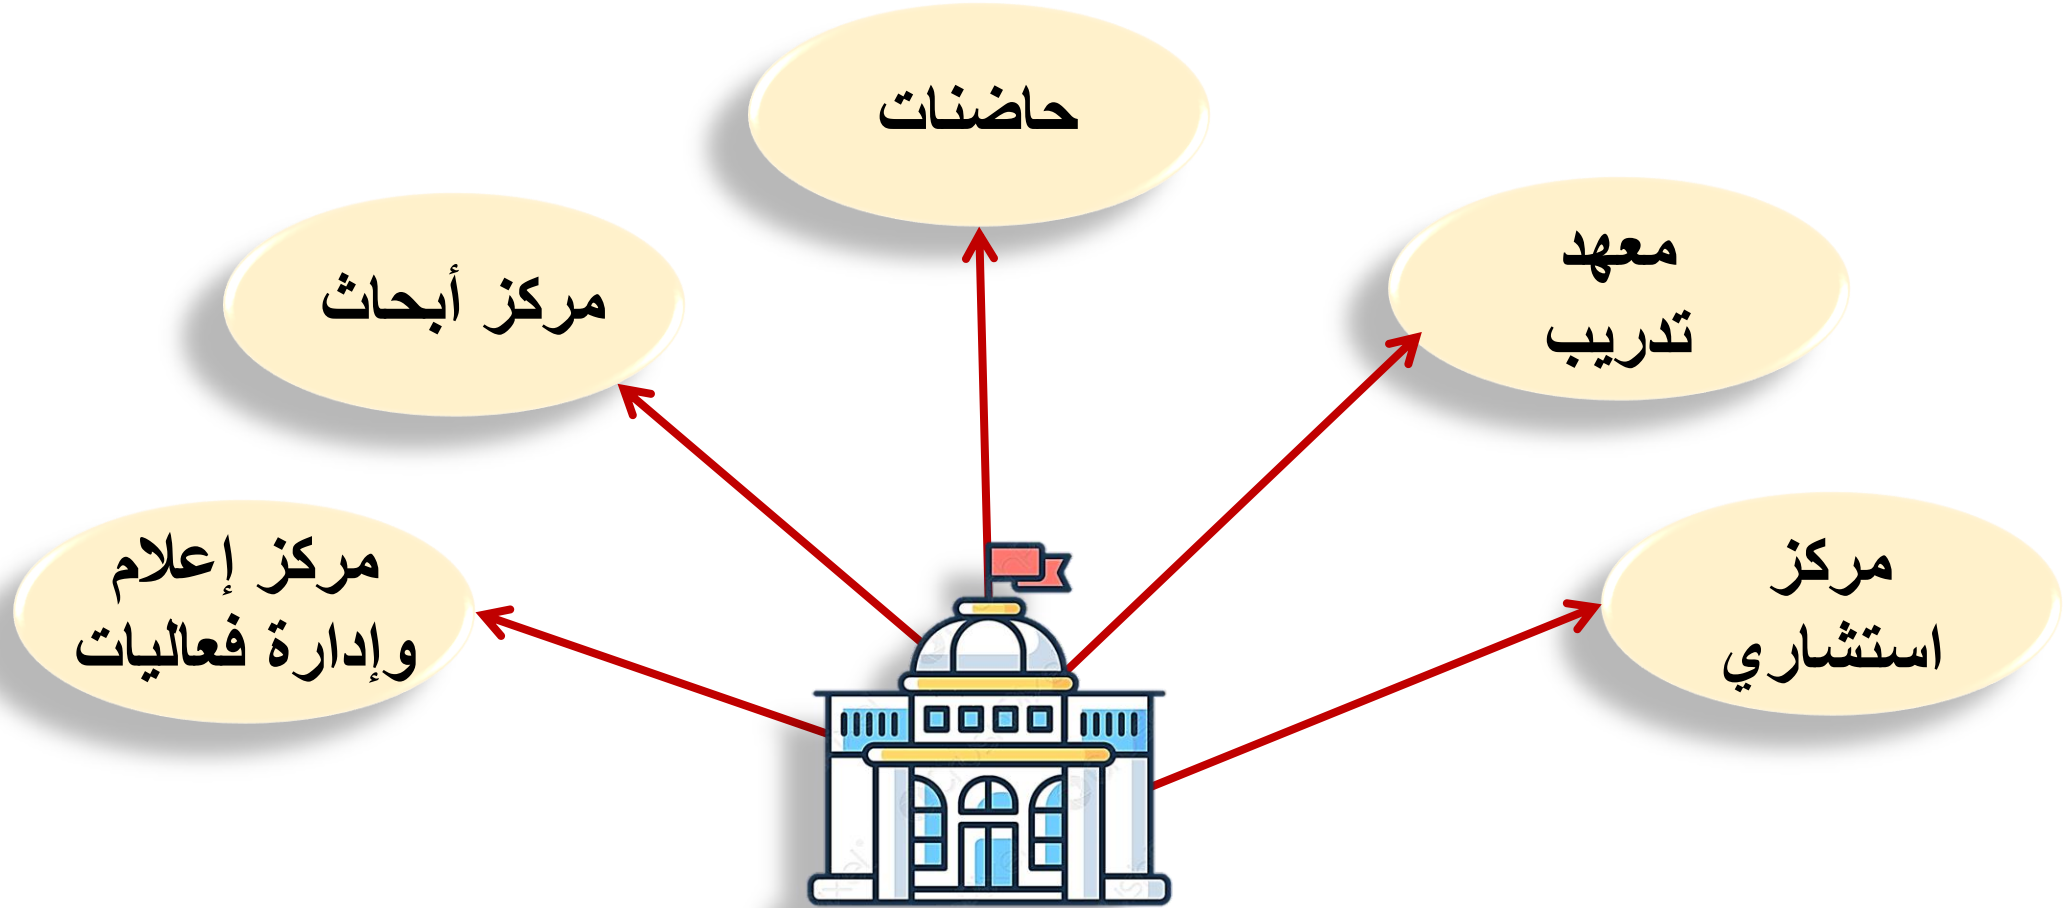 حاضنات
معهد
تدريب
مركز أبحاث
مركز
استشاري
مركز إعلام
وإدارة فعاليات